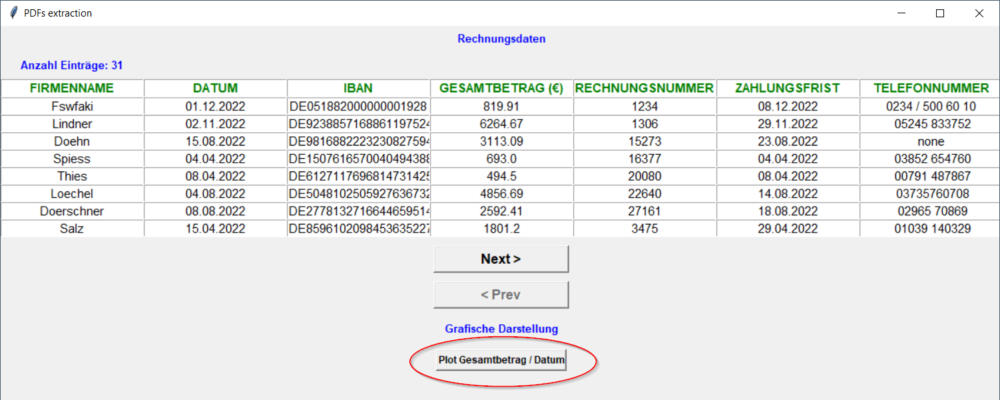 PDFs extraction
Rechnungsdaten
Anzahl Einträge: 31
FIRMENNAME DATUM IBAN GESAMTBETRAG (€) RECHNUNGSNUMMER ZAHLUNGSFRIST TELEFONNUMMER
Fswfaki 01.12.2022 DE051882000000001928 819.91 1234 08.12.2022 0234 / 500 60 10
Lindner 02.11.2022 DE9238857168861197524 6264.67 1306 29.11.2022 05245 833752
Doehn 15.08.2022 DE9816882223230827594 3113.09 15273 23.08.2022 none
Spiess 04.04.2022 DE1507616570040494388 693.0 16377 04.04.2022 03852 654760
Thies 08.04.2022 DE6127117696814731425 494.5 20080 08.04.2022 00791 487867
Loechel 04.08.2022 DE5048102505927636732 4856.69 22640 14.08.2022 03735760708
Doerschner 08.08.2022 DE2778132716644659514 2592.41 27161 18.08.2022 02965 70869
Salz 15.04.2022 DE8596102098453635227 1801.2 3475 29.04.2022 01039 140329
Next >
< Prev
Grafische Darstellung
Plot Gesamtbetrag / Datum